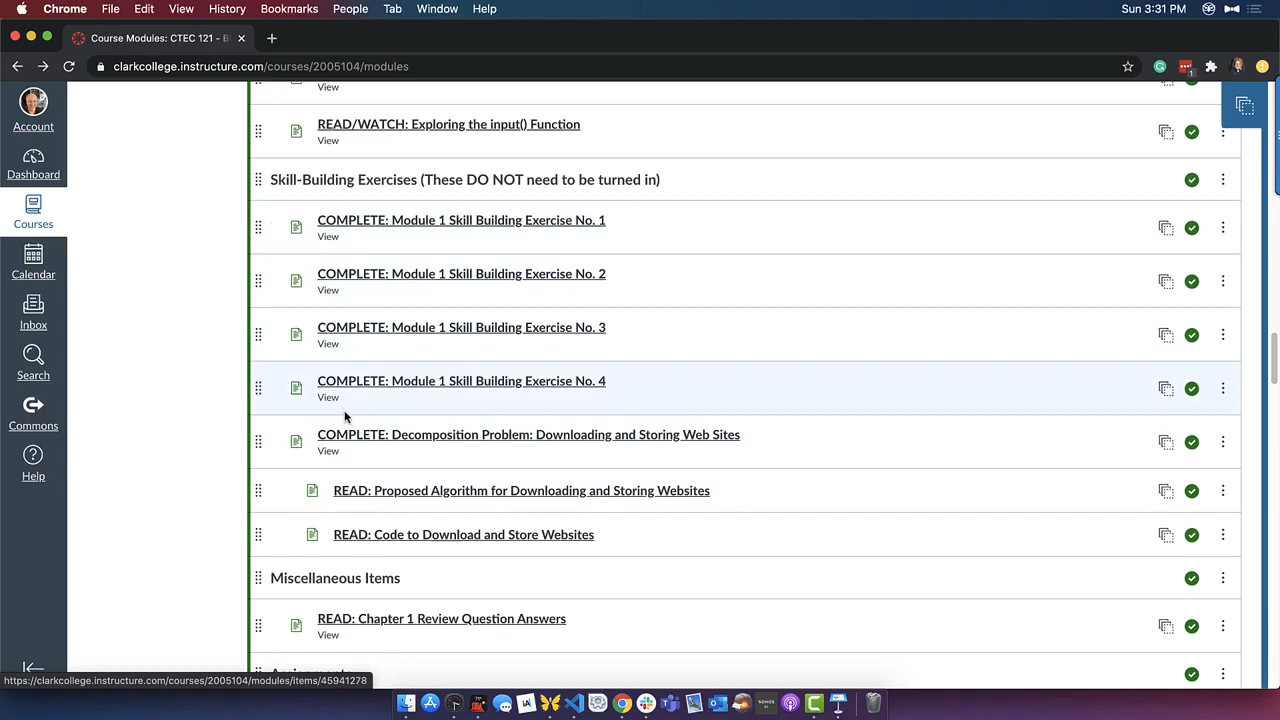 Chrome File Edit View History Bookmarks People Tab Window Help Sun 3:31 PM
Course Modules: CTEC 121 - B
clarkcollege.instructure.com/courses/2005104/modules
1
View
Account
READ/WATCH: Exploring the input() Function
View
Dashboard
Skill-Building Exercises (These DO NOT need to be turned in)
Courses
COMPLETE: Module 1 Skill Building Exercise No. 1
View
Calendar
COMPLETE: Module 1 Skill Building Exercise No. 2
View
Inbox
COMPLETE: Module 1 Skill Building Exercise No. 3
View
Search
COMPLETE: Module 1 Skill Building Exercise No. 4
View
Commons
COMPLETE: Decomposition Problem: Downloading and Storing Web Sites
View
Help
READ: Proposed Algorithm for Downloading and Storing Websites
READ: Code to Download and Store Websites
Miscellaneous Items
READ: Chapter 1 Review Question Answers
View
Assignments
https://clarkcollege.instructure.com/courses/2005104/modules/items/45941278